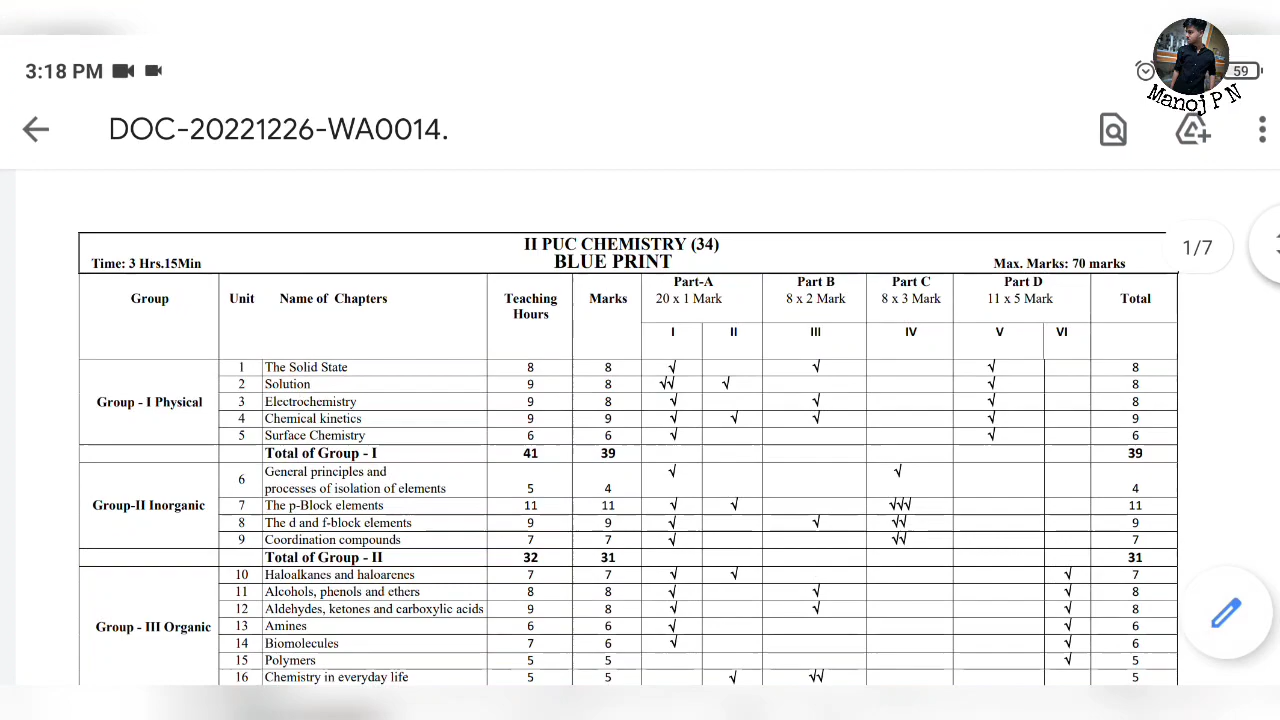 3:18 PM
59
Manoj P N
DOC-20221226-WA0014.
1/7
II PUC CHEMISTRY (34)
Time: 3 Hrs.15Min BLUE PRINT Max. Marks: 70 marks
Group Unit Name of Chapters Teaching Hours Marks Part-A 20 x 1 Mark Part B 8 x 2 Mark Part C 8 x 3 Mark Part D 11 x 5 Mark Total
I II III IV V VI
Group - I Physical
1 The Solid State 8 8 √ √ √ 8
2 Solution 9 8 √√ √ √ 8
3 Electrochemistry 9 8 √ √ √ 8
4 Chemical kinetics 9 9 √ √ √ √ 9
5 Surface Chemistry 6 6 √ √ 6
Total of Group - I 41 39 39
Group-II Inorganic
6 General principles and
processes of isolation of elements 5 4 √ √ 4
7 The p-Block elements 11 11 √ √ √√√ 11
8 The d and f-block elements 9 9 √ √ √√ 9
9 Coordination compounds 7 7 √ √√ 7
Total of Group - II 32 31 31
Group - III Organic
10 Haloalkanes and haloarenes 7 7 √ √ √ 7
11 Alcohols, phenols and ethers 8 8 √ √ √ 8
12 Aldehydes, ketones and carboxylic acids 9 8 √ √ √ 8
13 Amines 6 6 √ √ 6
14 Biomolecules 7 6 √ √ 6
15 Polymers 5 5 √ 5
16 Chemistry in everyday life 5 5 √ √√ 5